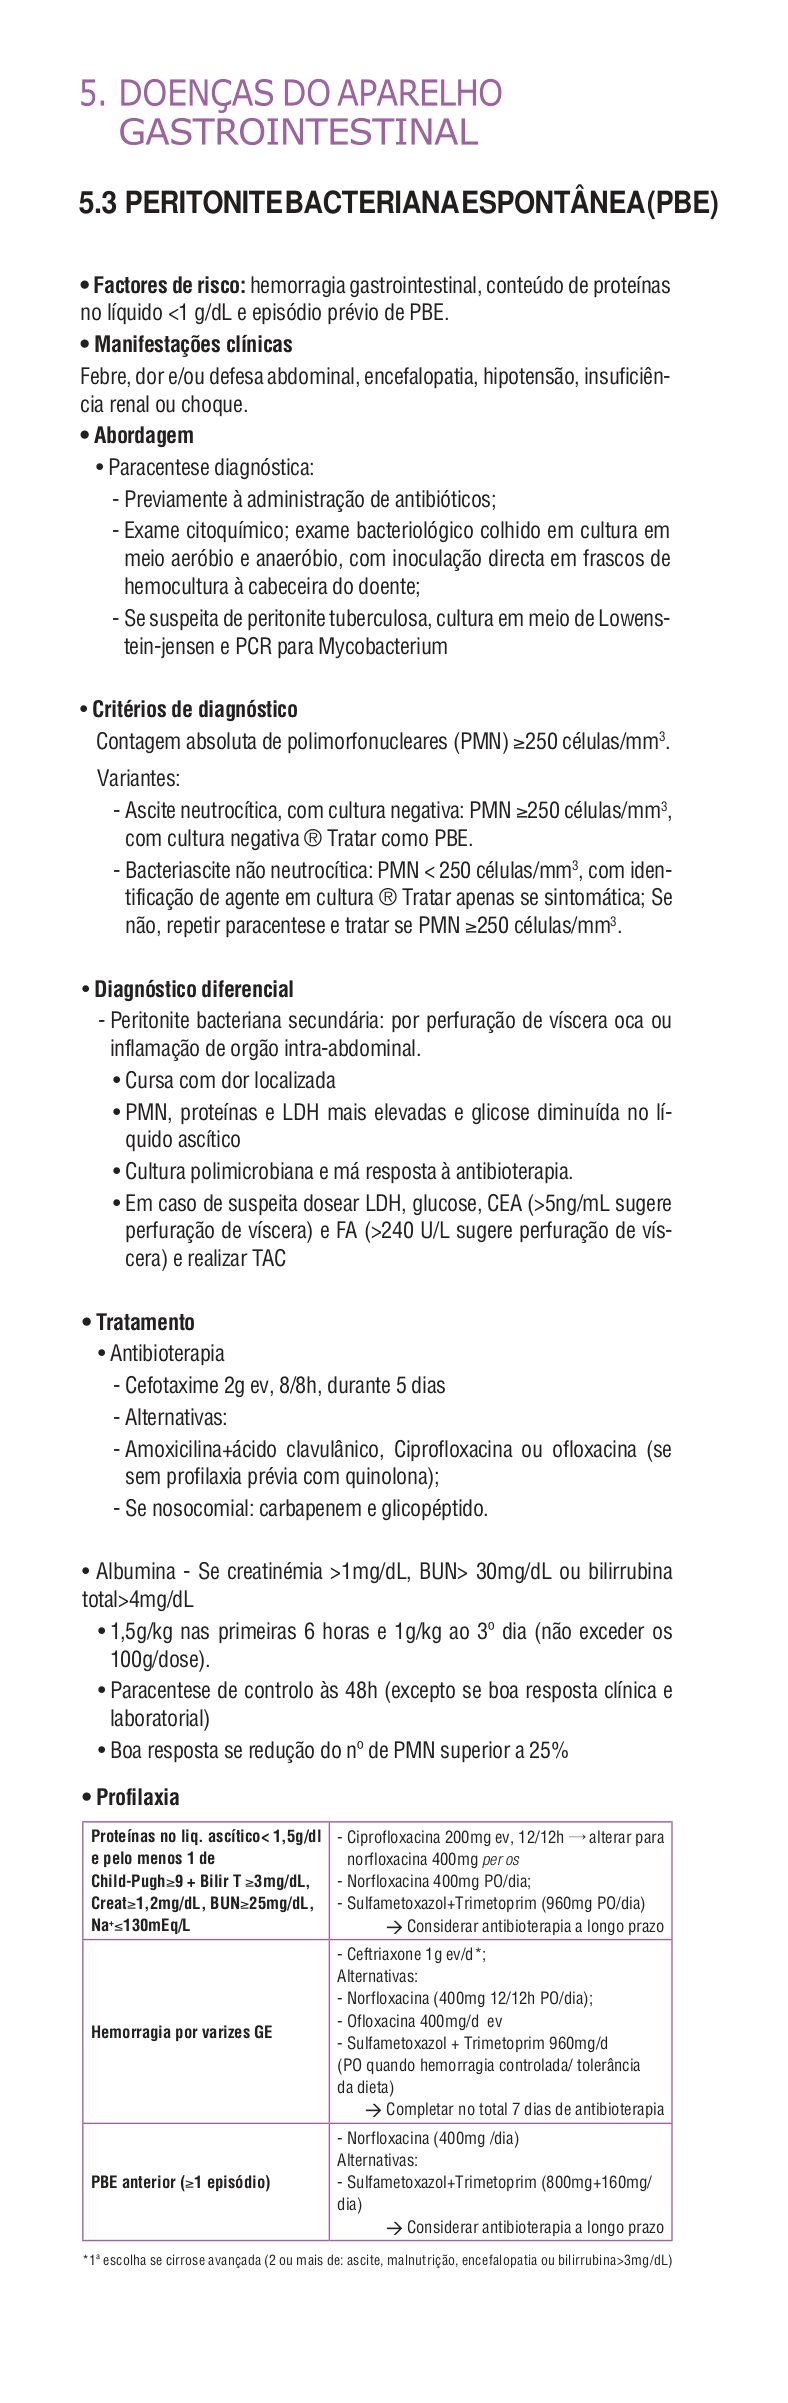 5. DOENÇAS DO APARELHO
GASTROINTESTINAL
5.3 PERITONITE BACTERIANA ESPONTÂNEA (PBE)
• Factores de risco: hemorragia gastrointestinal, conteúdo de proteínas
no líquido <1 g/dL e episódio prévio de PBE.
• Manifestações clínicas
Febre, dor e/ou defesa abdominal, encefalopatia, hipotensão, insuficiên-
cia renal ou choque.
• Abordagem
• Paracentese diagnóstica:
- Previamente à administração de antibióticos;
- Exame citoquímico; exame bacteriológico colhido em cultura em
meio aeróbio e anaeróbio, com inoculação directa em frascos de
hemocultura à cabeceira do doente;
- Se suspeita de peritonite tuberculosa, cultura em meio de Lowens-
tein-jensen e PCR para Mycobacterium
• Critérios de diagnóstico
Contagem absoluta de polimorfonucleares (PMN) ≥250 células/mm³.
Variantes:
- Ascite neutrocítica, com cultura negativa: PMN ≥250 células/mm³,
com cultura negativa ® Tratar como PBE.
- Bacteriascite não neutrocítica: PMN < 250 células/mm³, com iden-
tificação de agente em cultura ® Tratar apenas se sintomática; Se
não, repetir paracentese e tratar se PMN ≥250 células/mm³.
• Diagnóstico diferencial
- Peritonite bacteriana secundária: por perfuração de víscera oca ou
inflamação de orgão intra-abdominal.
• Cursa com dor localizada
• PMN, proteínas e LDH mais elevadas e glicose diminuída no lí-
quido ascítico
• Cultura polimicrobiana e má resposta à antibioterapia.
• Em caso de suspeita dosear LDH, glucose, CEA (>5ng/mL sugere
perfuração de víscera) e FA (>240 U/L sugere perfuração de vís-
cera) e realizar TAC
• Tratamento
• Antibioterapia
- Cefotaxime 2g ev, 8/8h, durante 5 dias
- Alternativas:
- Amoxicilina+ácido clavulânico, Ciprofloxacina ou ofloxacina (se
sem profilaxia prévia com quinolona);
- Se nosocomial: carbapenem e glicopéptido.
• Albumina - Se creatinémia >1mg/dL, BUN> 30mg/dL ou bilirrubina
total>4mg/dL
• 1,5g/kg nas primeiras 6 horas e 1g/kg ao 3º dia (não exceder os
100g/dose).
• Paracentese de controlo às 48h (excepto se boa resposta clínica e
laboratorial)
• Boa resposta se redução do nº de PMN superior a 25%
• Profilaxia
Proteínas no liq. ascítico< 1,5g/dl
e pelo menos 1 de
Child-Pugh≥9 + Bilir T ≥3mg/dL,
Creat≥1,2mg/dL, BUN≥25mg/dL,
Na⁺≤130mEq/L
- Ciprofloxacina 200mg ev, 12/12h → alterar para
norfloxacina 400mg per os
- Norfloxacina 400mg PO/dia;
- Sulfametoxazol+Trimetoprim (960mg PO/dia)
→ Considerar antibioterapia a longo prazo
Hemorragia por varizes GE
- Ceftriaxone 1g ev/d*;
Alternativas:
- Norfloxacina (400mg 12/12h PO/dia);
- Ofloxacina 400mg/d ev
- Sulfametoxazol + Trimetoprim 960mg/d
(PO quando hemorragia controlada/ tolerância
da dieta)
→ Completar no total 7 dias de antibioterapia
PBE anterior (≥1 episódio)
- Norfloxacina (400mg /dia)
Alternativas:
- Sulfametoxazol+Trimetoprim (800mg+160mg/
dia)
→ Considerar antibioterapia a longo prazo
*1ª escolha se cirrose avançada (2 ou mais de: ascite, malnutrição, encefalopatia ou bilirrubina>3mg/dL)